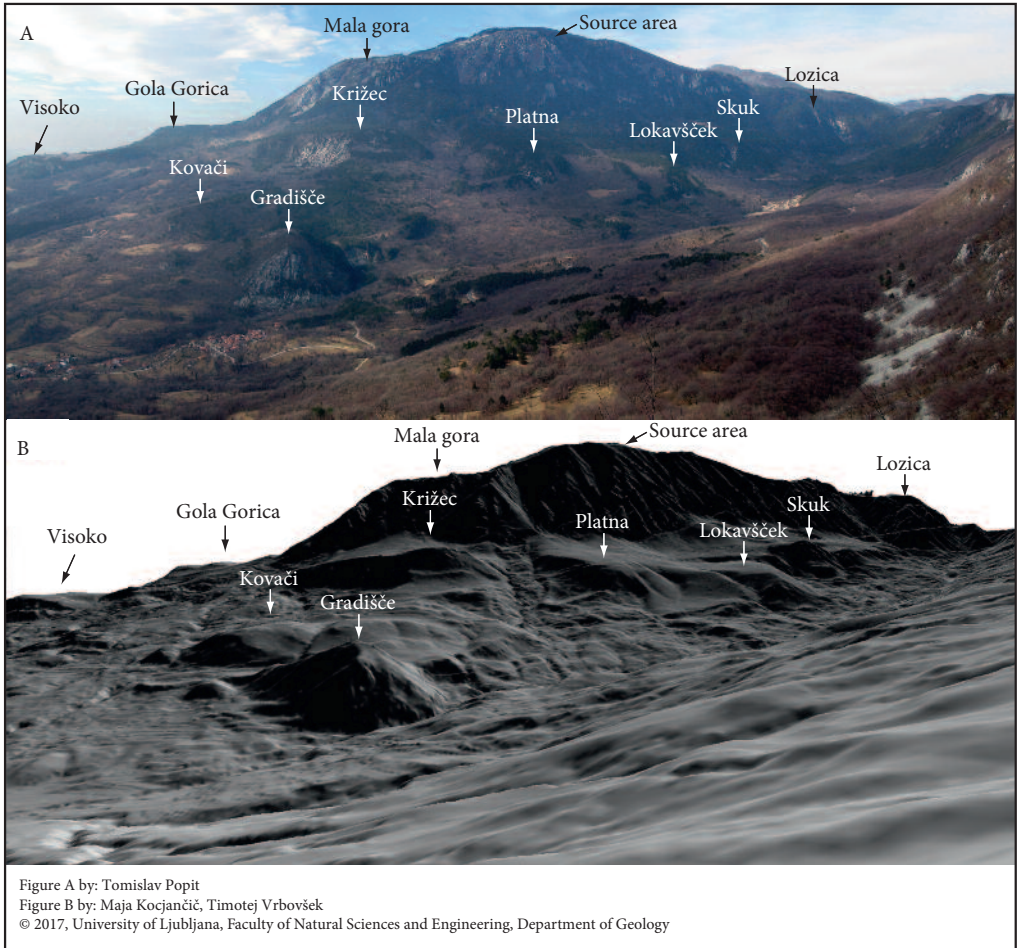 A
Source area
Mala gora
Lozica
Gola Gorica
Križec
Visoko
Skuk
Platna
Lokavšček
Kovači
Gradišče
B
Mala gora
Source area
Lozica
Križec
Skuk
Gola Gorica
Platna
Lokavšček
Visoko
Kovači
Gradišče
Figure A by: Tomislav Popit
Figure B by: Maja Kocjančič, Timotej Vrbovšek
© 2017, University of Ljubljana, Faculty of Natural Sciences and Engineering, Department of Geology